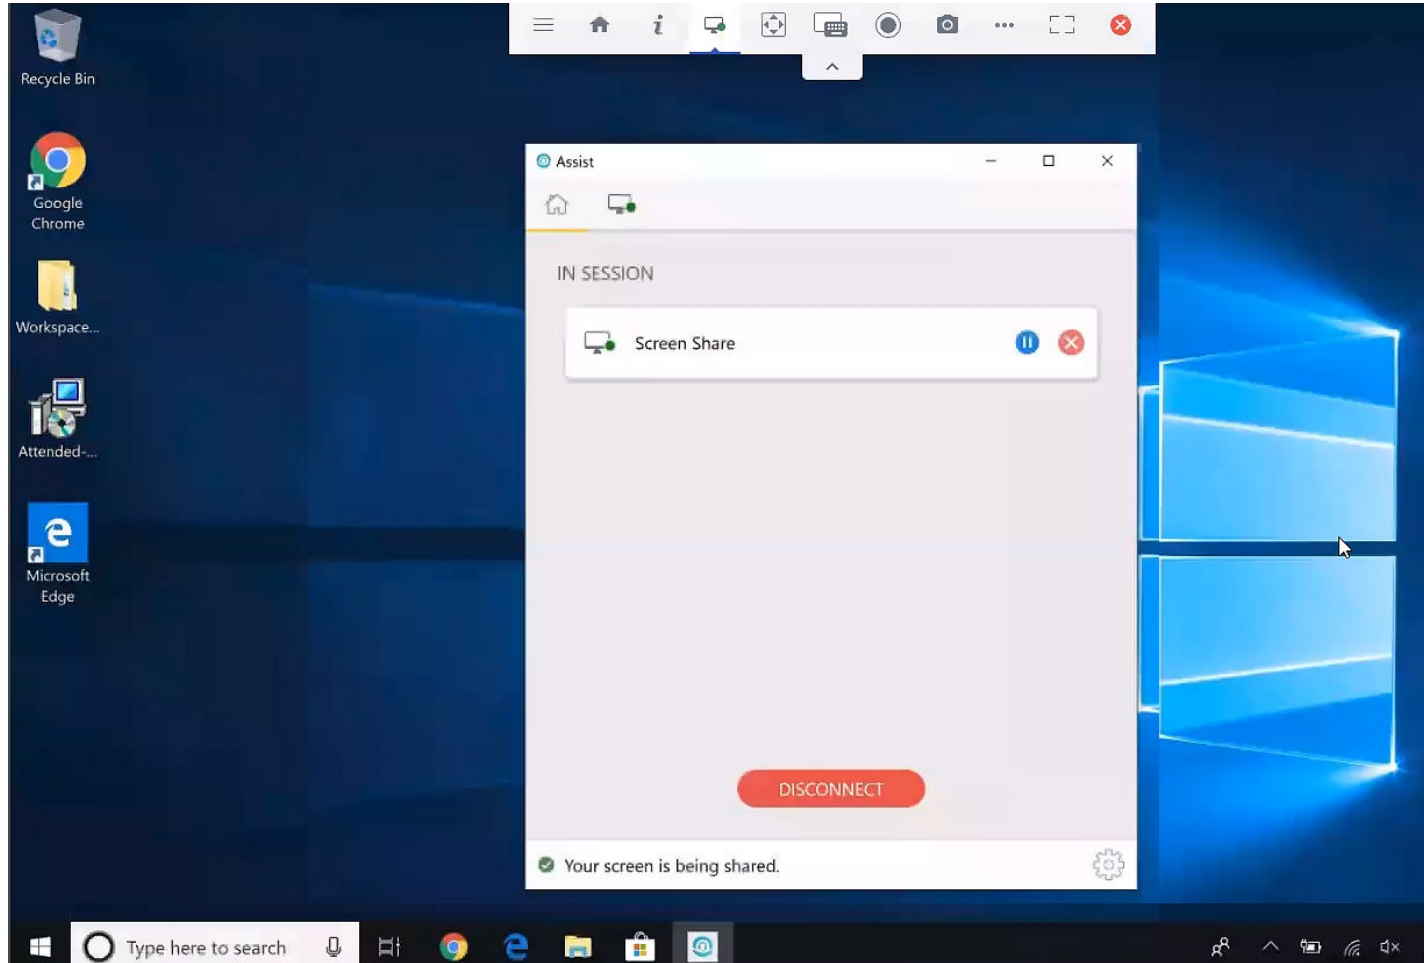 Recycle Bin
Google
Chrome
Workspace...
Attended-...
Microsoft
Edge
Assist
IN SESSION
Screen Share
DISCONNECT
Your screen is being shared.
Type here to search